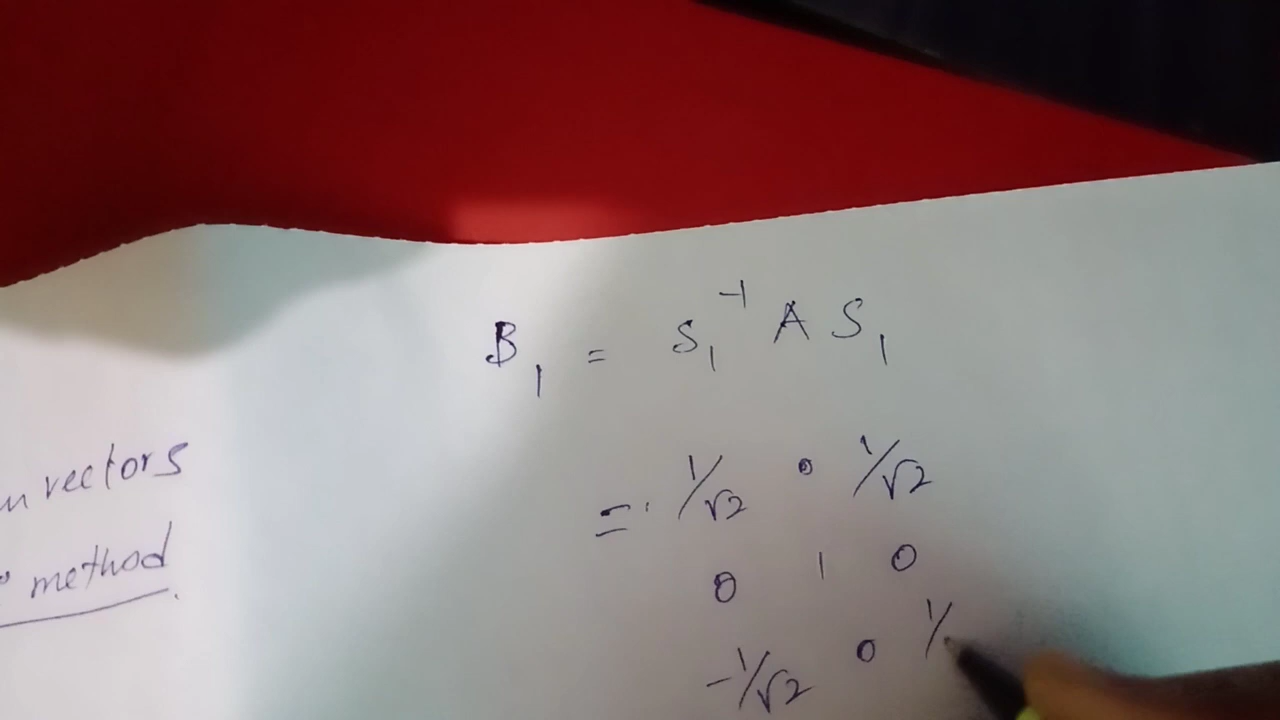 B₁ = S₁⁻¹ A S₁
= 1/√2 0 1/√2
0 1 0
-1/√2 0 1/
vectors
method